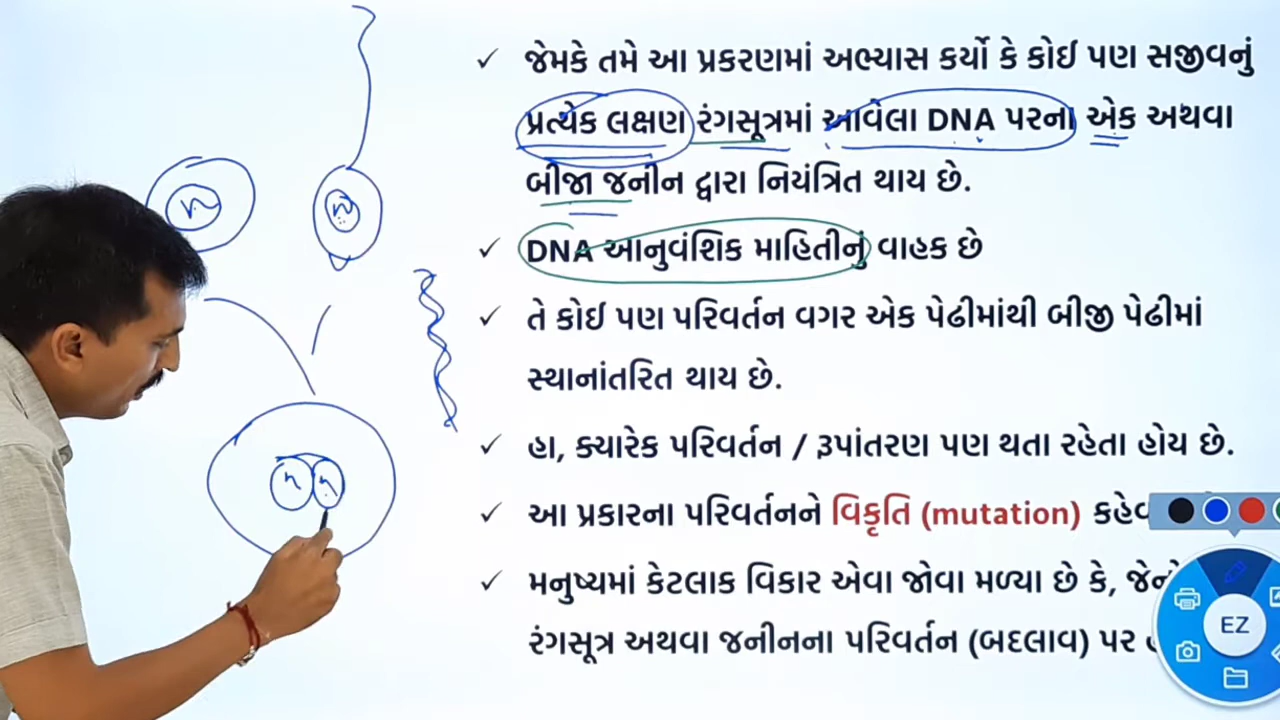 જેમકે તમે આ પ્રકરણમાં અભ્યાસ કર્યો કે કોઈ પણ સજીવનું
પ્રત્યેક લક્ષણ રંગસૂત્રમાં આવેલા DNA પરના એક અથવા
બીજા જનીન દ્વારા નિયંત્રિત થાય છે.
DNA આનુવંશિક માહિતીનું વાહક છે
તે કોઈ પણ પરિવર્તન વગર એક પેઢીમાંથી બીજી પેઢીમાં
સ્થાનાંતરિત થાય છે.
હા, ક્યારેક પરિવર્તન / રૂપાંતરણ પણ થતા રહેતા હોય છે.
આ પ્રકારના પરિવર્તનને વિકૃતિ (mutation)
મનુષ્યમાં કેટલાક વિકાર એવા જોવા મળ્યા છે કે,
રંગસૂત્ર અથવા જનીનના પરિવર્તન (બદલાવ) પર
n
n
n n
EZ